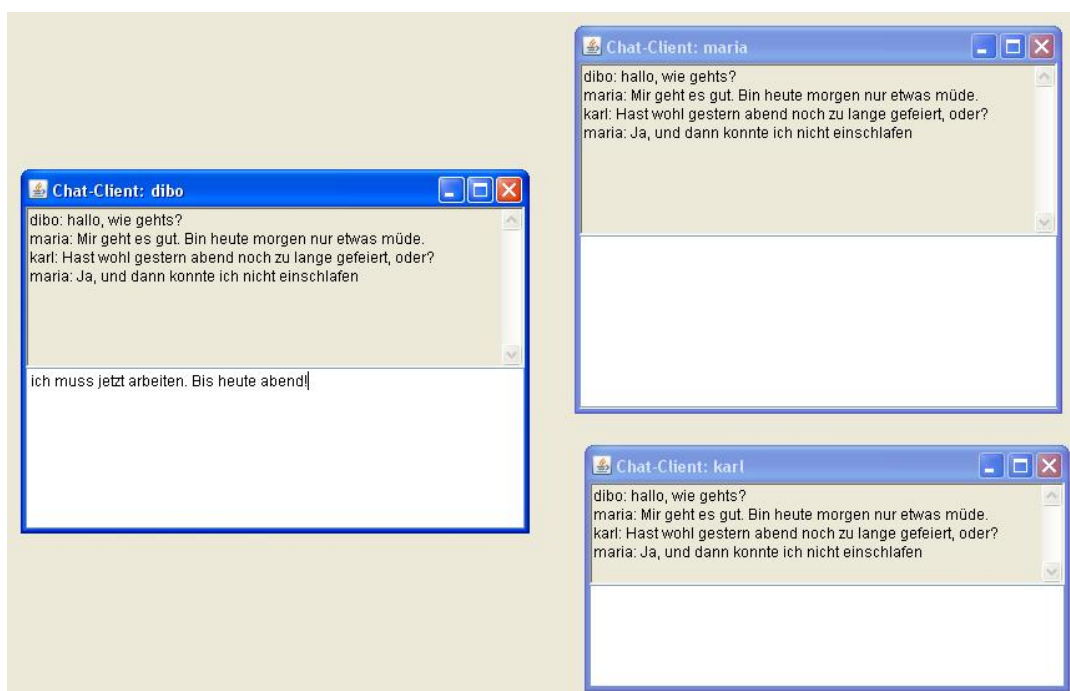 Chat-Client: dibo
dibo: hallo, wie gehts?
maria: Mir geht es gut. Bin heute morgen nur etwas müde.
karl: Hast wohl gestern abend noch zu lange gefeiert, oder?
maria: Ja, und dann konnte ich nicht einschlafen
ich muss jetzt arbeiten. Bis heute abend!
Chat-Client: maria
dibo: hallo, wie gehts?
maria: Mir geht es gut. Bin heute morgen nur etwas müde.
karl: Hast wohl gestern abend noch zu lange gefeiert, oder?
maria: Ja, und dann konnte ich nicht einschlafen
Chat-Client: karl
dibo: hallo, wie gehts?
maria: Mir geht es gut. Bin heute morgen nur etwas müde.
karl: Hast wohl gestern abend noch zu lange gefeiert, oder?
maria: Ja, und dann konnte ich nicht einschlafen